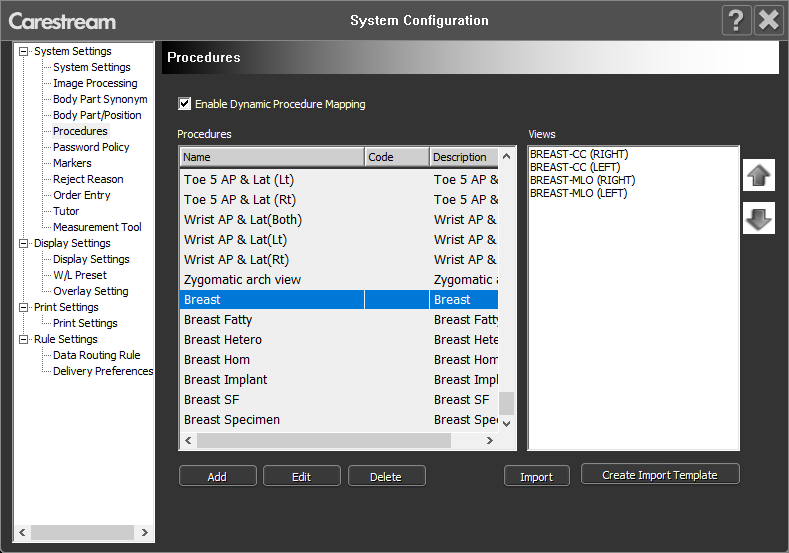 Carestream
System Configuration
?
System Settings
System Settings
Image Processing
Body Part Synonym
Body Part/Position
Procedures
Password Policy
Markers
Reject Reason
Order Entry
Tutor
Measurement Tool
Display Settings
Display Settings
W/L Preset
Overlay Setting
Print Settings
Print Settings
Rule Settings
Data Routing Rule
Delivery Preferences
Procedures
Enable Dynamic Procedure Mapping
Procedures
Name Code Description
Toe 5 AP & Lat (Lt) Toe 5 AP &
Toe 5 AP & Lat (Rt) Toe 5 AP &
Wrist AP & Lat(Both) Wrist AP &
Wrist AP & Lat(Lt) Wrist AP &
Wrist AP & Lat(Rt) Wrist AP &
Zygomatic arch view Zygomatic
Breast Breast
Breast Fatty Breast Fatty
Breast Hetero Breast Hete
Breast Hom Breast Hom
Breast Implant Breast Impl
Breast SF Breast SF
Breast Specimen Breast Spe
Views
BREAST-CC (RIGHT)
BREAST-CC (LEFT)
BREAST-MLO (RIGHT)
BREAST-MLO (LEFT)
Add Edit Delete Import Create Import Template